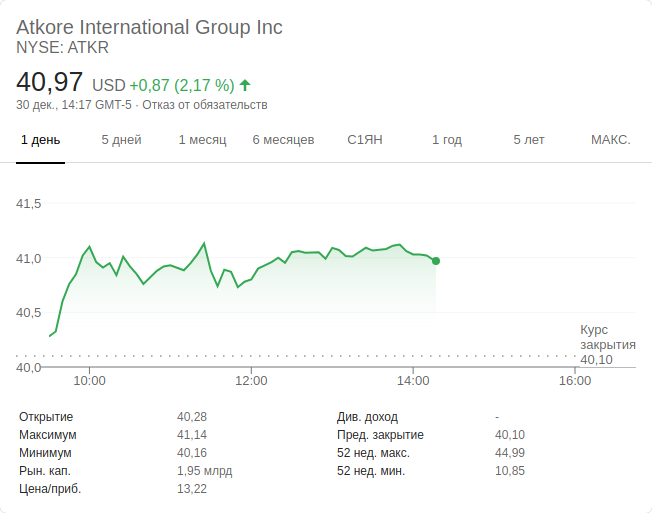 Atkore International Group Inc
NYSE: ATKR
40,97 USD +0,87 (2,17 %)
30 дек., 14:17 GMT-5 · Отказ от обязательств
1 день 5 дней 1 месяц 6 месяцев С1ЯН 1 год 5 лет МАКС.
41,5
41,0
40,5
40,0
Курс
закрытия
40,10
10:00 12:00 14:00 16:00
Открытие 40,28 Див. доход -
Максимум 41,14 Пред. закрытие 40,10
Минимум 40,16 52 нед. макс. 44,99
Рын. кап. 1,95 млрд 52 нед. мин. 10,85
Цена/приб. 13,22